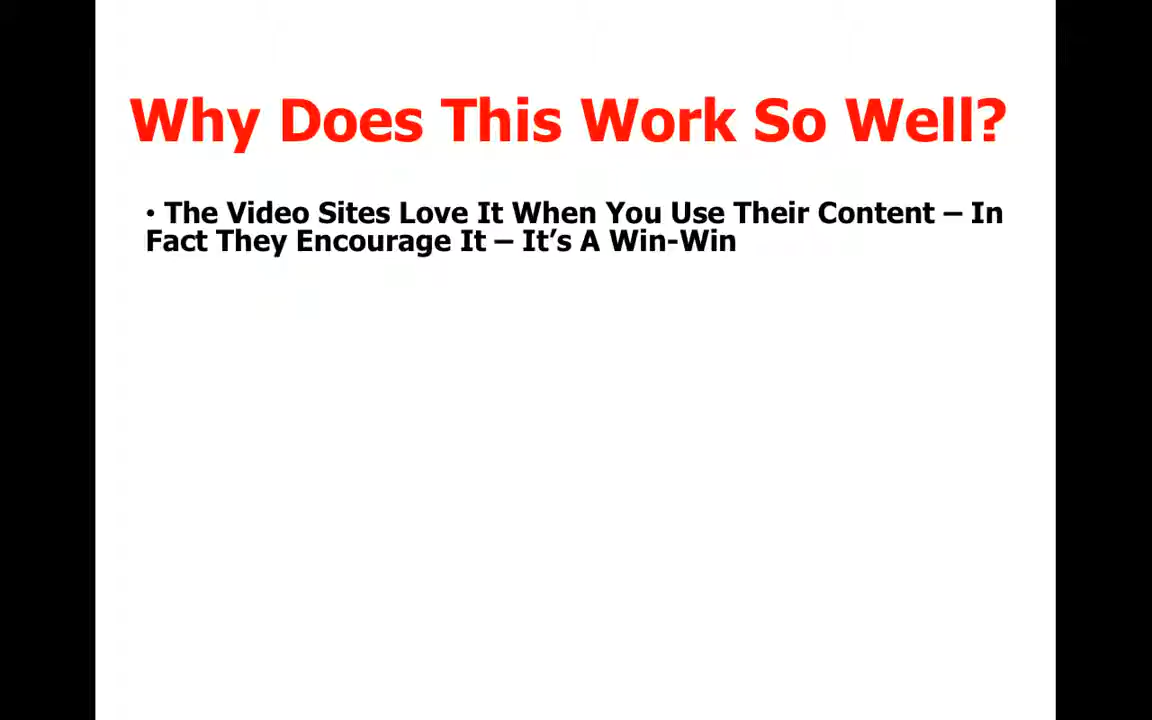 Why Does This Work So Well?
• The Video Sites Love It When You Use Their Content – In
Fact They Encourage It – It’s A Win-Win